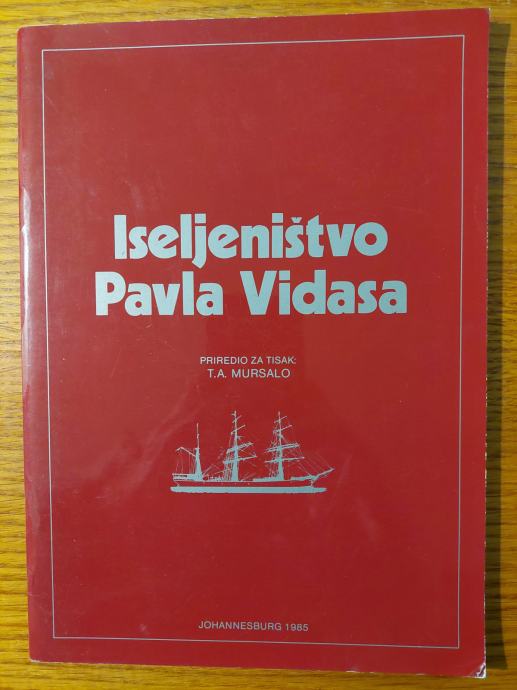 Iseljeništvo
Pavla Vidasa
PRIREDIO ZA TISAK:
T.A. MURSALO
JOHANNESBURG 1985